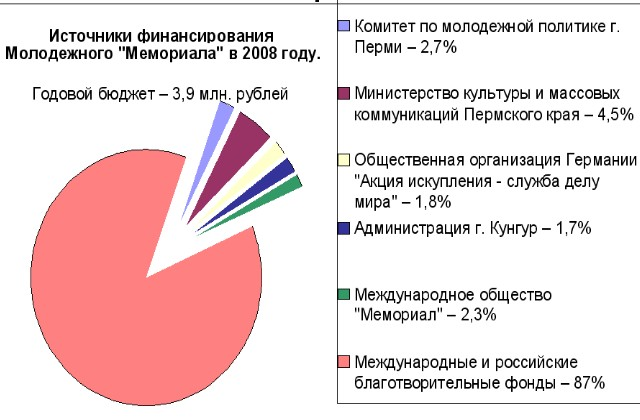 Источники финансирования
Молодежного "Мемориала" в 2008 году.
Годовой бюджет – 3,9 млн. рублей
Комитет по молодежной политике г.
Перми – 2,7%
Министерство культуры и массовых
коммуникаций Пермского края – 4,5%
Общественная организация Германии
"Акция искупления - служба делу
мира" – 1,8%
Администрация г. Кунгур – 1,7%
Международное общество
"Мемориал" – 2,3%
Международные и российские
благотворительные фонды – 87%